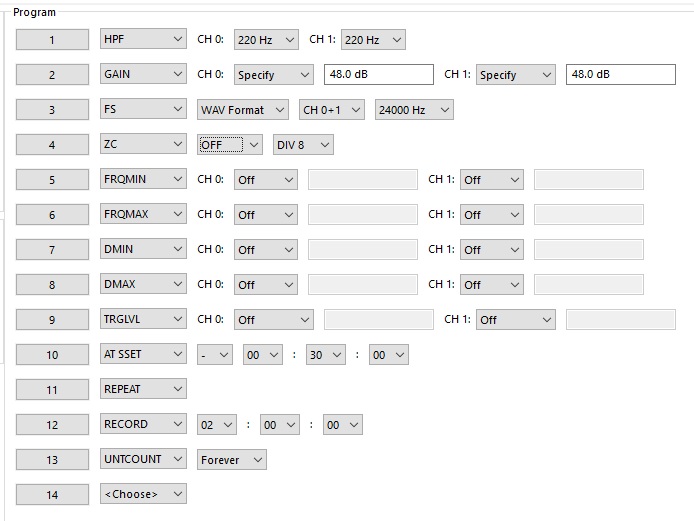 Program
1 HPF CH 0: 220 Hz CH 1: 220 Hz
2 GAIN CH 0: Specify 48.0 dB CH 1: Specify 48.0 dB
3 FS WAV Format CH 0+1 24000 Hz
4 ZC OFF DIV 8
5 FRQMIN CH 0: Off CH 1: Off
6 FRQMAX CH 0: Off CH 1: Off
7 DMIN CH 0: Off CH 1: Off
8 DMAX CH 0: Off CH 1: Off
9 TRGLVL CH 0: Off CH 1: Off
10 AT SSET - 00 : 30 : 00
11 REPEAT
12 RECORD 02 : 00 : 00
13 UNTCOUNT Forever
14 <Choose>